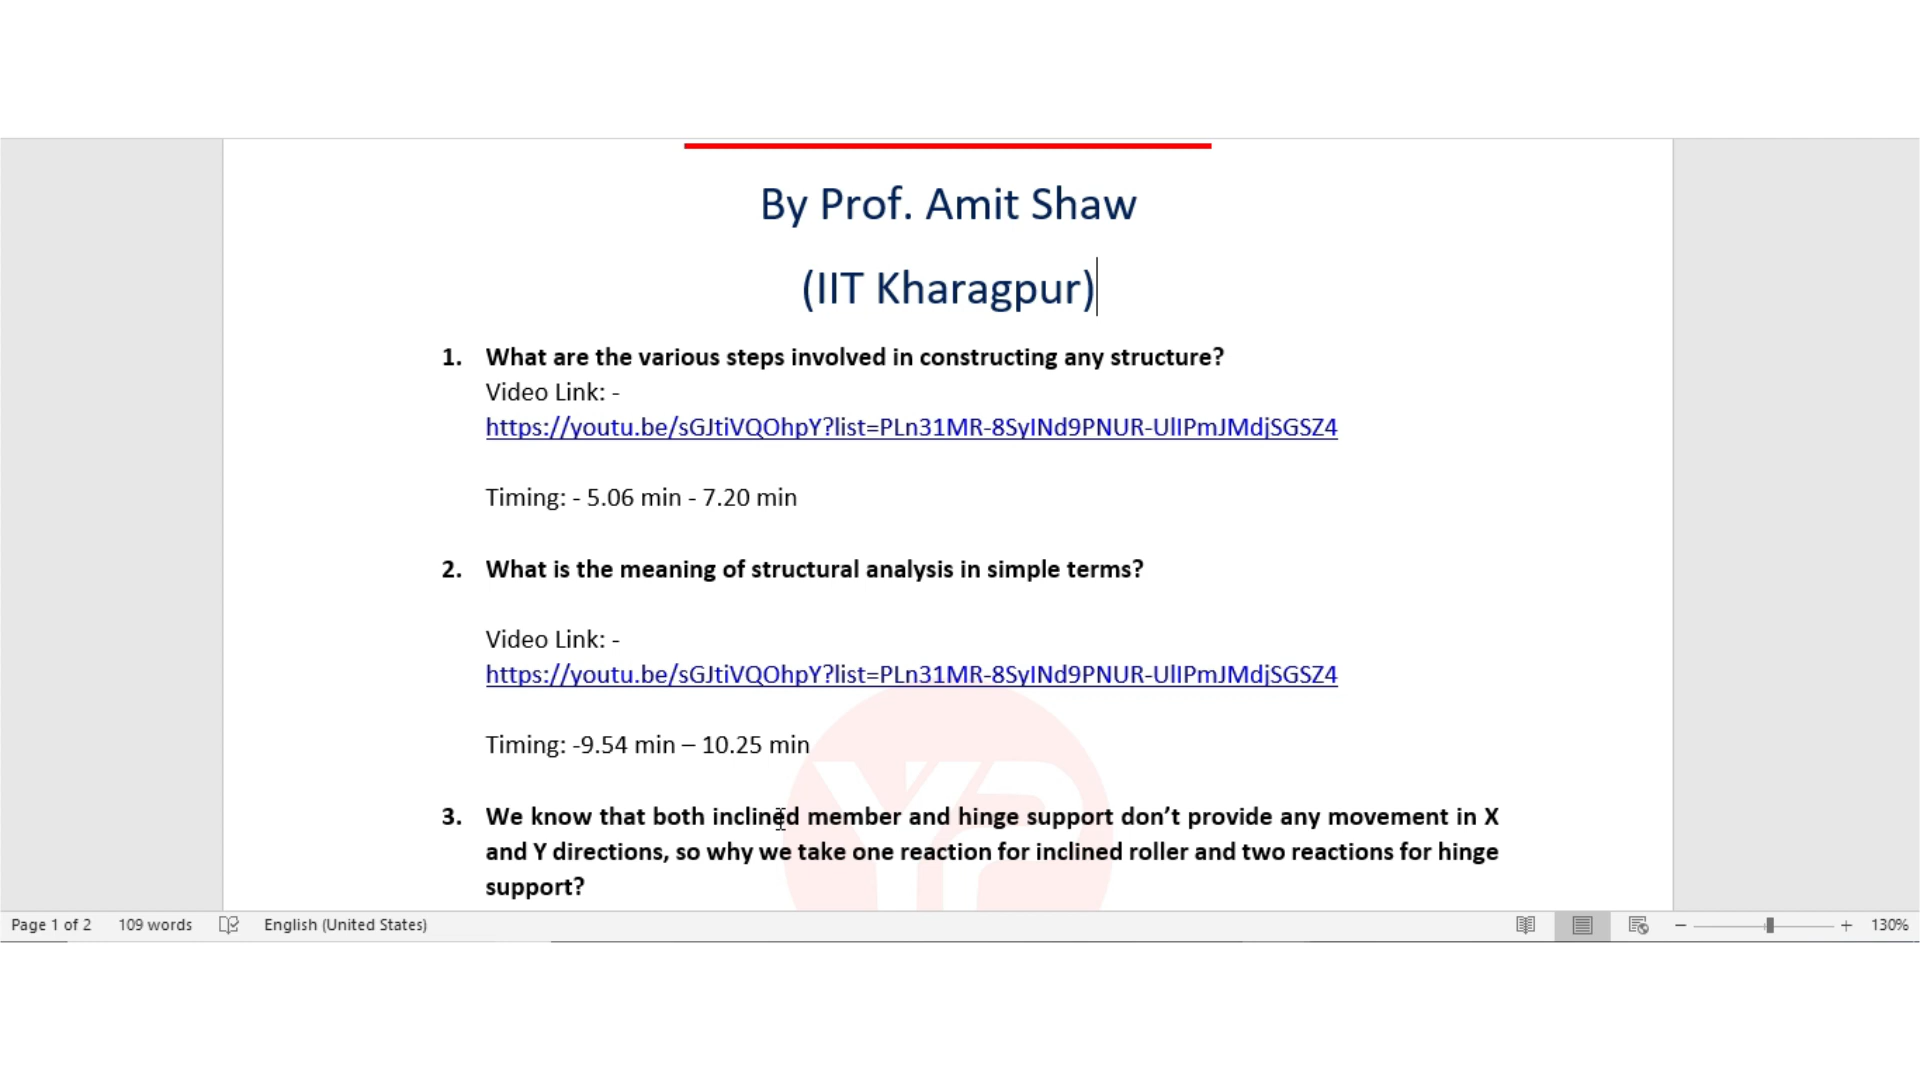 By Prof. Amit Shaw
(IIT Kharagpur)
1. What are the various steps involved in constructing any structure?
Video Link: -
https://youtu.be/sGJtiVQOhpY?list=PLn31MR-8SyINd9PNUR-UlIPmJMdjSGSZ4
Timing: - 5.06 min - 7.20 min
2. What is the meaning of structural analysis in simple terms?
Video Link: -
https://youtu.be/sGJtiVQOhpY?list=PLn31MR-8SyINd9PNUR-UlIPmJMdjSGSZ4
Timing: -9.54 min – 10.25 min
3. We know that both inclined member and hinge support don’t provide any movement in X
and Y directions, so why we take one reaction for inclined roller and two reactions for hinge
support?
Page 1 of 2 109 words English (United States) 130%